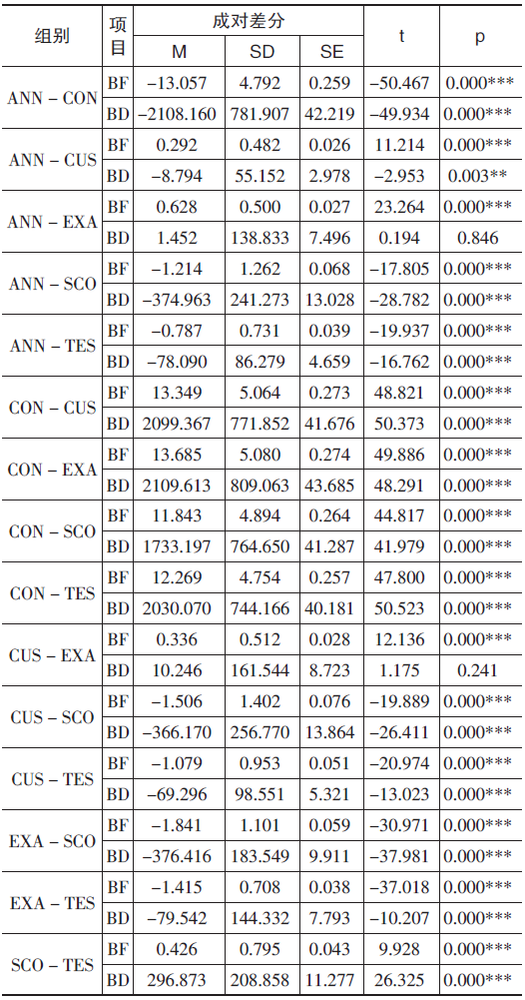 组别 项目 成对差分 t p
M SD SE
ANN – CON BF –13.057 4.792 0.259 –50.467 0.000***
BD –2108.160 781.907 42.219 –49.934 0.000***
ANN – CUS BF 0.292 0.482 0.026 11.214 0.000***
BD –8.794 55.152 2.978 –2.953 0.003**
ANN – EXA BF 0.628 0.500 0.027 23.264 0.000***
BD 1.452 138.833 7.496 0.194 0.846
ANN – SCO BF –1.214 1.262 0.068 –17.805 0.000***
BD –374.963 241.273 13.028 –28.782 0.000***
ANN – TES BF –0.787 0.731 0.039 –19.937 0.000***
BD –78.090 86.279 4.659 –16.762 0.000***
CON – CUS BF 13.349 5.064 0.273 48.821 0.000***
BD 2099.367 771.852 41.676 50.373 0.000***
CON – EXA BF 13.685 5.080 0.274 49.886 0.000***
BD 2109.613 809.063 43.685 48.291 0.000***
CON – SCO BF 11.843 4.894 0.264 44.817 0.000***
BD 1733.197 764.650 41.287 41.979 0.000***
CON – TES BF 12.269 4.754 0.257 47.800 0.000***
BD 2030.070 744.166 40.181 50.523 0.000***
CUS – EXA BF 0.336 0.512 0.028 12.136 0.000***
BD 10.246 161.544 8.723 1.175 0.241
CUS – SCO BF –1.506 1.402 0.076 –19.889 0.000***
BD –366.170 256.770 13.864 –26.411 0.000***
CUS – TES BF –1.079 0.953 0.051 –20.974 0.000***
BD –69.296 98.551 5.321 –13.023 0.000***
EXA – SCO BF –1.841 1.101 0.059 –30.971 0.000***
BD –376.416 183.549 9.911 –37.981 0.000***
EXA – TES BF –1.415 0.708 0.038 –37.018 0.000***
BD –79.542 144.332 7.793 –10.207 0.000***
SCO – TES BF 0.426 0.795 0.043 9.928 0.000***
BD 296.873 208.858 11.277 26.325 0.000***